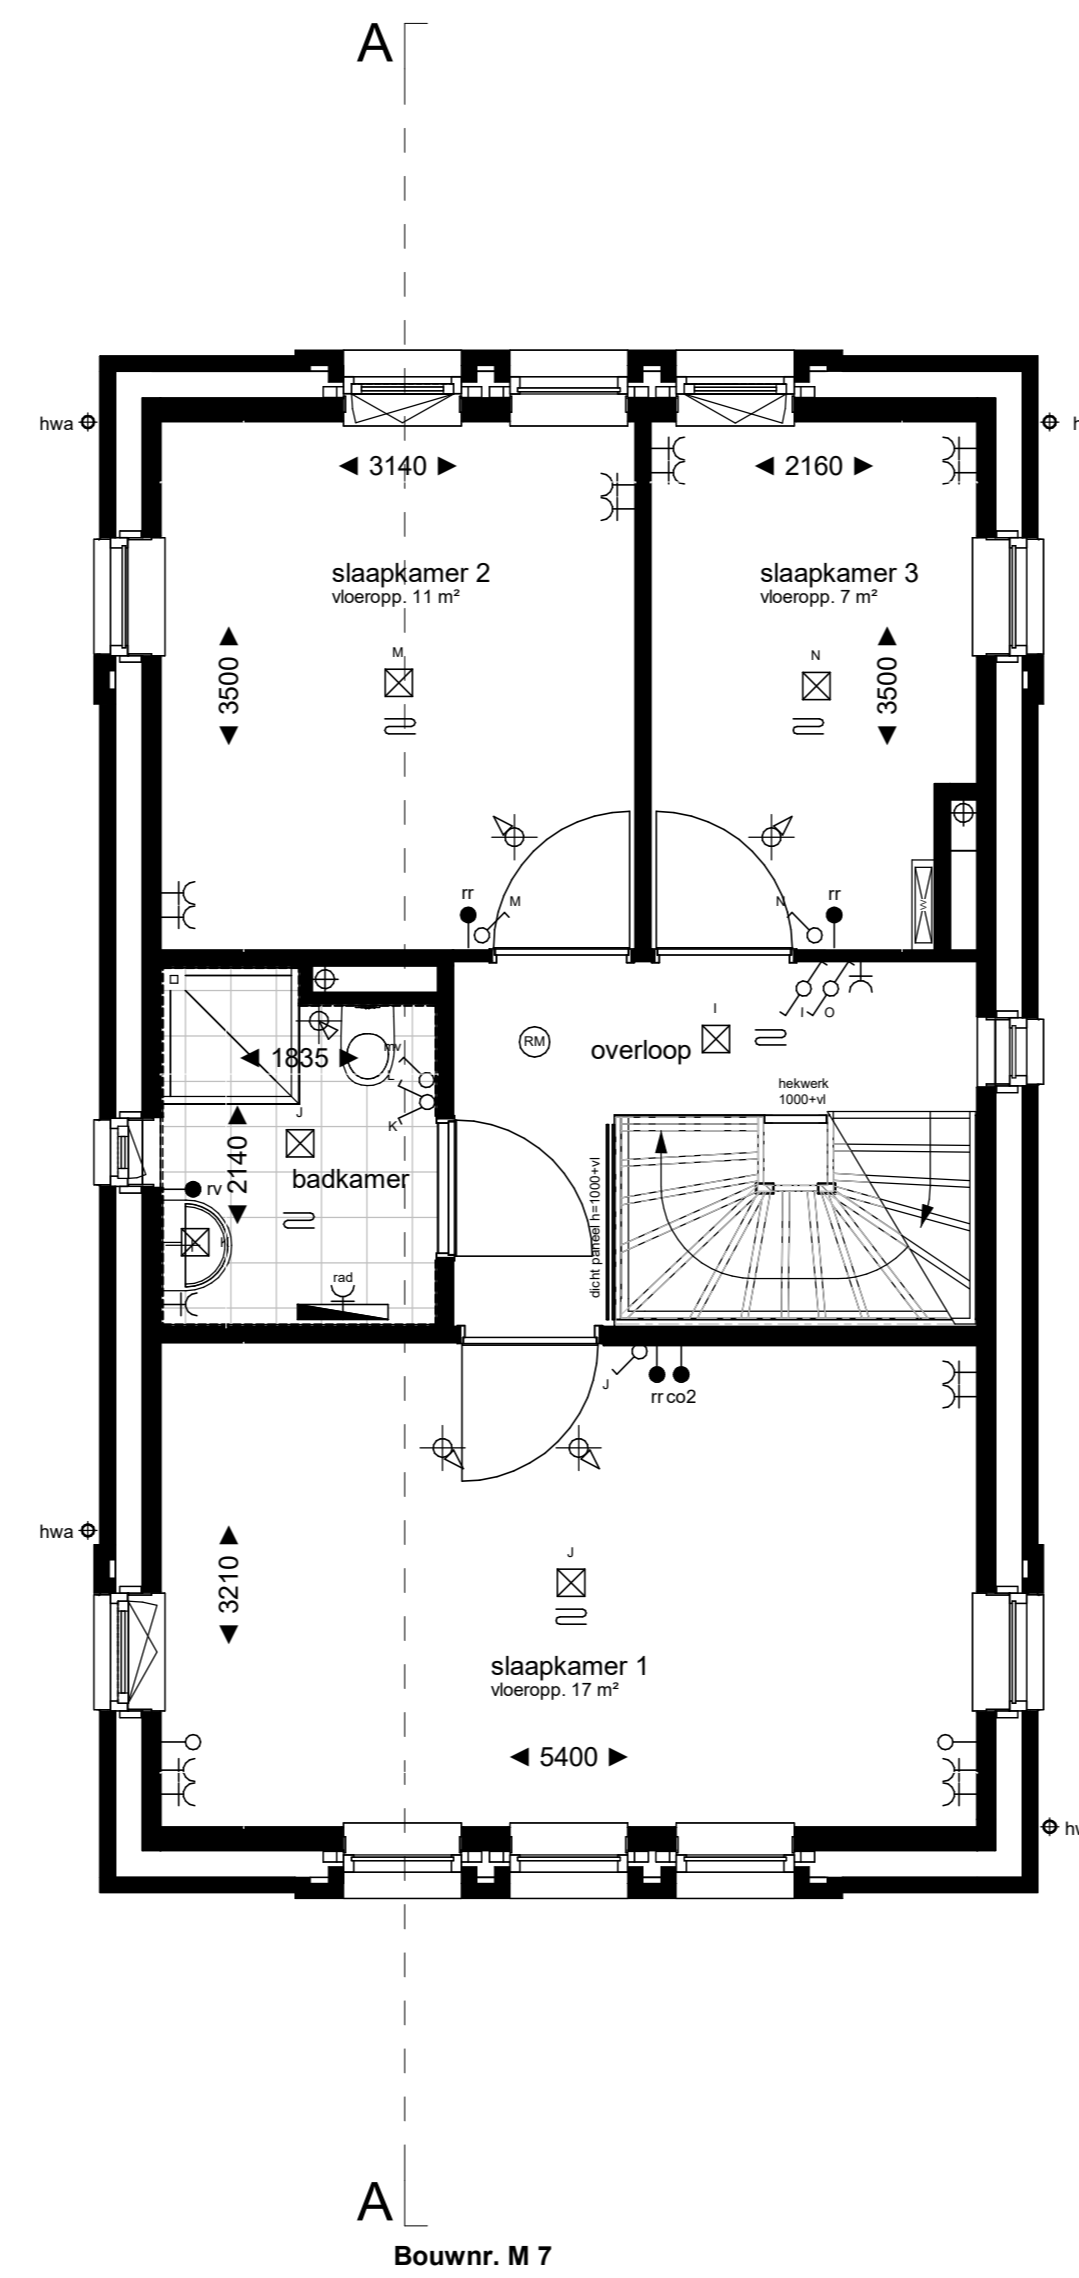 A
hwa
h
3140
2160
slaapkamer 2
vloeropp. 11 m²
slaapkamer 3
vloeropp. 7 m²
3500
M
N
3500
rr
M
N
rr
RM
overloop
I
I
O
mv
1835
L
K
J
2140
badkamer
hekwerk
1000+vl
dicht paneel h=1000+vl
rv
K
rad
J
rr co2
hwa
3210
J
slaapkamer 1
vloeropp. 17 m²
5400
hw
A
Bouwnr. M 7